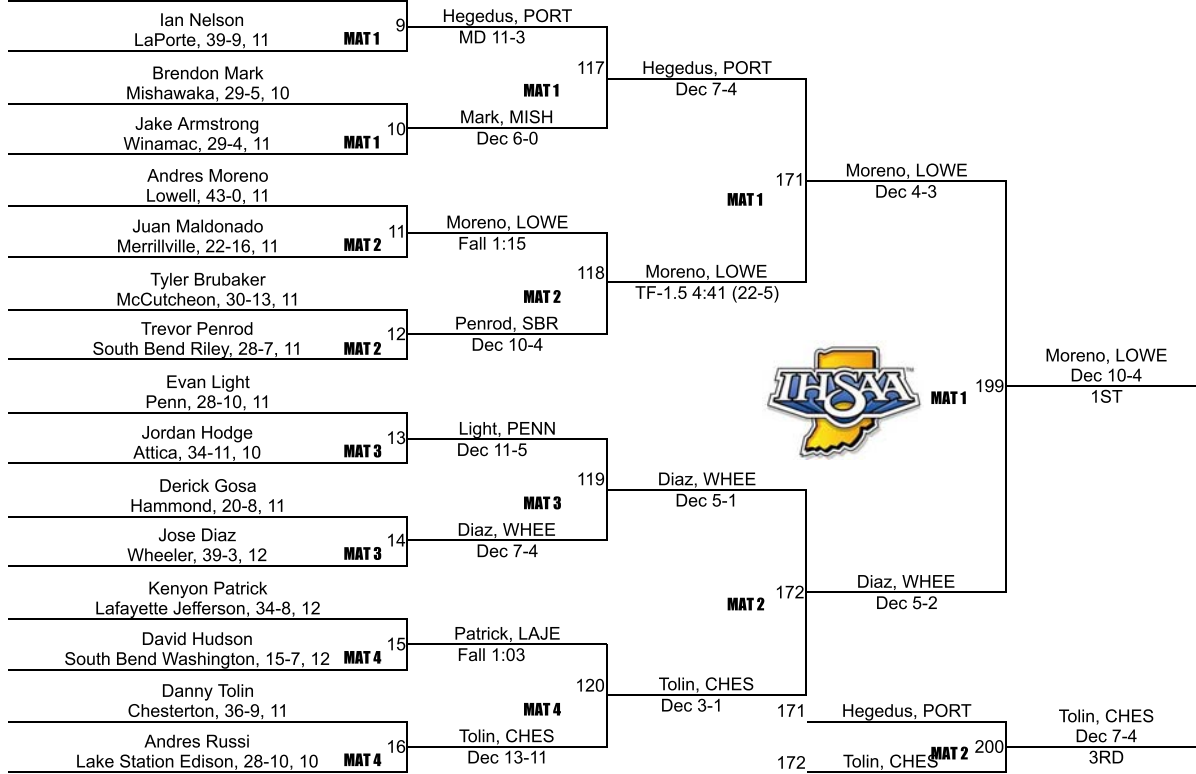 Ian Nelson
LaPorte, 39-9, 11
MAT 1
9
Brendon Mark
Mishawaka, 29-5, 10
Jake Armstrong
Winamac, 29-4, 11
MAT 1
10
Andres Moreno
Lowell, 43-0, 11
Juan Maldonado
Merrillville, 22-16, 11
MAT 2
11
Tyler Brubaker
McCutcheon, 30-13, 11
Trevor Penrod
South Bend Riley, 28-7, 11
MAT 2
12
Evan Light
Penn, 28-10, 11
Jordan Hodge
Attica, 34-11, 10
MAT 3
13
Derick Gosa
Hammond, 20-8, 11
Jose Diaz
Wheeler, 39-3, 12
MAT 3
14
Kenyon Patrick
Lafayette Jefferson, 34-8, 12
David Hudson
South Bend Washington, 15-7, 12
MAT 4
15
Danny Tolin
Chesterton, 36-9, 11
Andres Russi
Lake Station Edison, 28-10, 10
MAT 4
16
Hegedus, PORT
MD 11-3
117
MAT 1
Mark, MISH
Dec 6-0
Moreno, LOWE
Fall 1:15
118
MAT 2
Penrod, SBR
Dec 10-4
Light, PENN
Dec 11-5
119
MAT 3
Diaz, WHEE
Dec 7-4
Patrick, LAJE
Fall 1:03
120
MAT 4
Tolin, CHES
Dec 13-11
Hegedus, PORT
Dec 7-4
171
MAT 1
Moreno, LOWE
TF-1.5 4:41 (22-5)
Diaz, WHEE
Dec 5-1
172
MAT 2
Tolin, CHES
Dec 3-1
Moreno, LOWE
Dec 4-3
IHSAA
TM
MAT 1
199
Diaz, WHEE
Dec 5-2
Moreno, LOWE
Dec 10-4
1ST
171
Hegedus, PORT
MAT 2
200
172
Tolin, CHES
Tolin, CHES
Dec 7-4
3RD